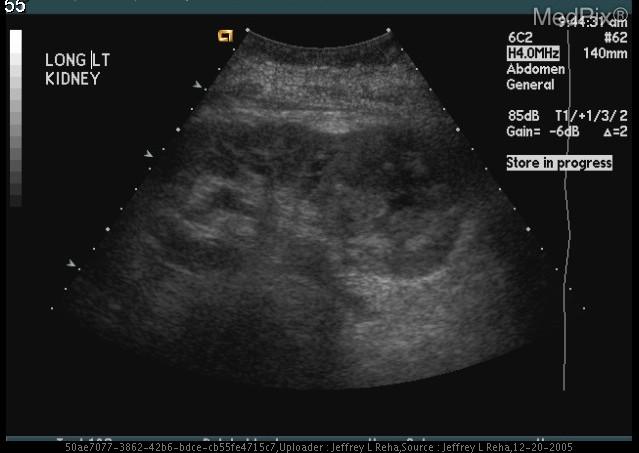 55
MedPix®
9:44:31 am
6C2 #62
H4.0MHz 140mm
Abdomen
General
85dB T1/+1/3/2
Gain= -6dB Δ=2
Store in progress
LONG LT
KIDNEY
50ae7077-3862-42b6-bdce-cb55fe4715c7,Uploader : Jeffrey L Reha,Source : Jeffrey L Reha,12-20-2005